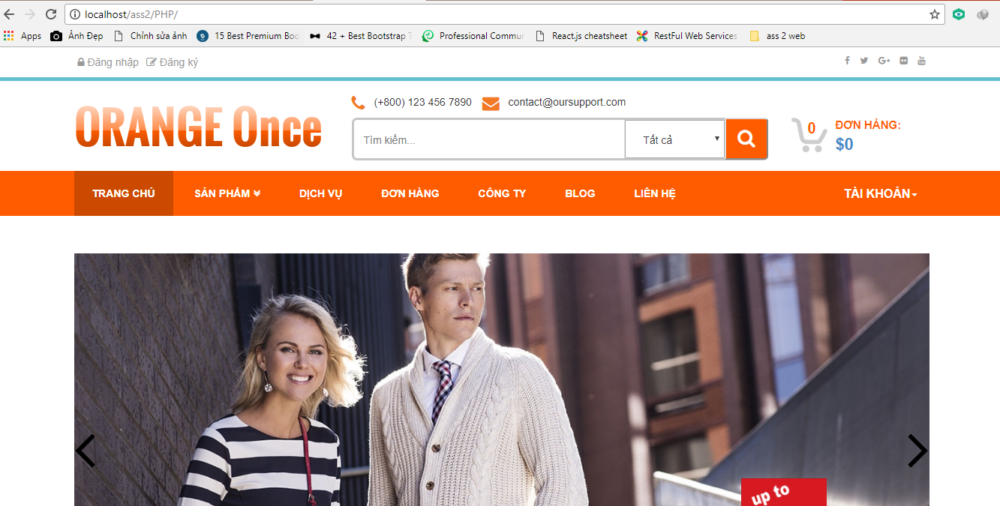 localhost/ass2/PHP/
Apps Ảnh Đẹp Chỉnh sửa ảnh 15 Best Premium Boo 42 + Best Bootstrap T Professional Commun React.js cheatsheet RestFul Web Services ass 2 web
Đăng nhập Đăng ký
(+800) 123 456 7890 contact@oursupport.com
ORANGE Once
Tìm kiếm... Tất cả
0 ĐƠN HÀNG:
$0
TRANG CHỦ SẢN PHẨM DỊCH VỤ ĐƠN HÀNG CÔNG TY BLOG LIÊN HỆ TÀI KHOẢN
up to